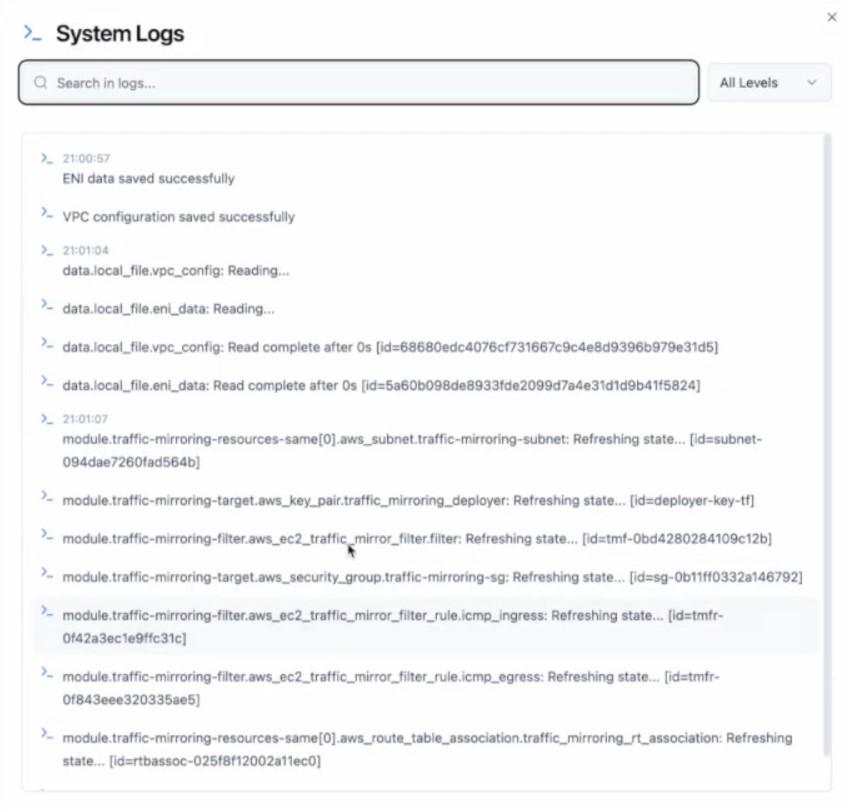 System Logs
Search in logs...
All Levels
21:00:57
ENI data saved successfully
VPC configuration saved successfully
21:01:04
data.local_file.vpc_config: Reading...
data.local_file.eni_data: Reading...
data.local_file.vpc_config: Read complete after 0s [id=68680edc4076cf731667c9c4e8d9396b979e31d5]
data.local_file.eni_data: Read complete after 0s [id=5a60b098de8933fde2099d7a4e31d1d9b41f5824]
21:01:07
module.traffic-mirroring-resources-same[0].aws_subnet.traffic-mirroring-subnet: Refreshing state... [id=subnet-
094dae7260fad564b]
module.traffic-mirroring-target.aws_key_pair.traffic_mirroring_deployer: Refreshing state... [id=deployer-key-tf]
module.traffic-mirroring-filter.aws_ec2_traffic_mirror_filter.filter: Refreshing state... [id=tmf-0bd4280284109c12b]
module.traffic-mirroring-target.aws_security_group.traffic-mirroring-sg: Refreshing state... [id=sg-0b11ff0332a146792]
module.traffic-mirroring-filter.aws_ec2_traffic_mirror_filter_rule.icmp_ingress: Refreshing state... [id=tmfr-
0f42a3ec1e9ffc31c]
module.traffic-mirroring-filter.aws_ec2_traffic_mirror_filter_rule.icmp_egress: Refreshing state... [id=tmfr-
0f843eee320335ae5]
module.traffic-mirroring-resources-same[0].aws_route_table_association.traffic_mirroring_rt_association: Refreshing
state... [id=rtbassoc-025f8f12002a11ec0]